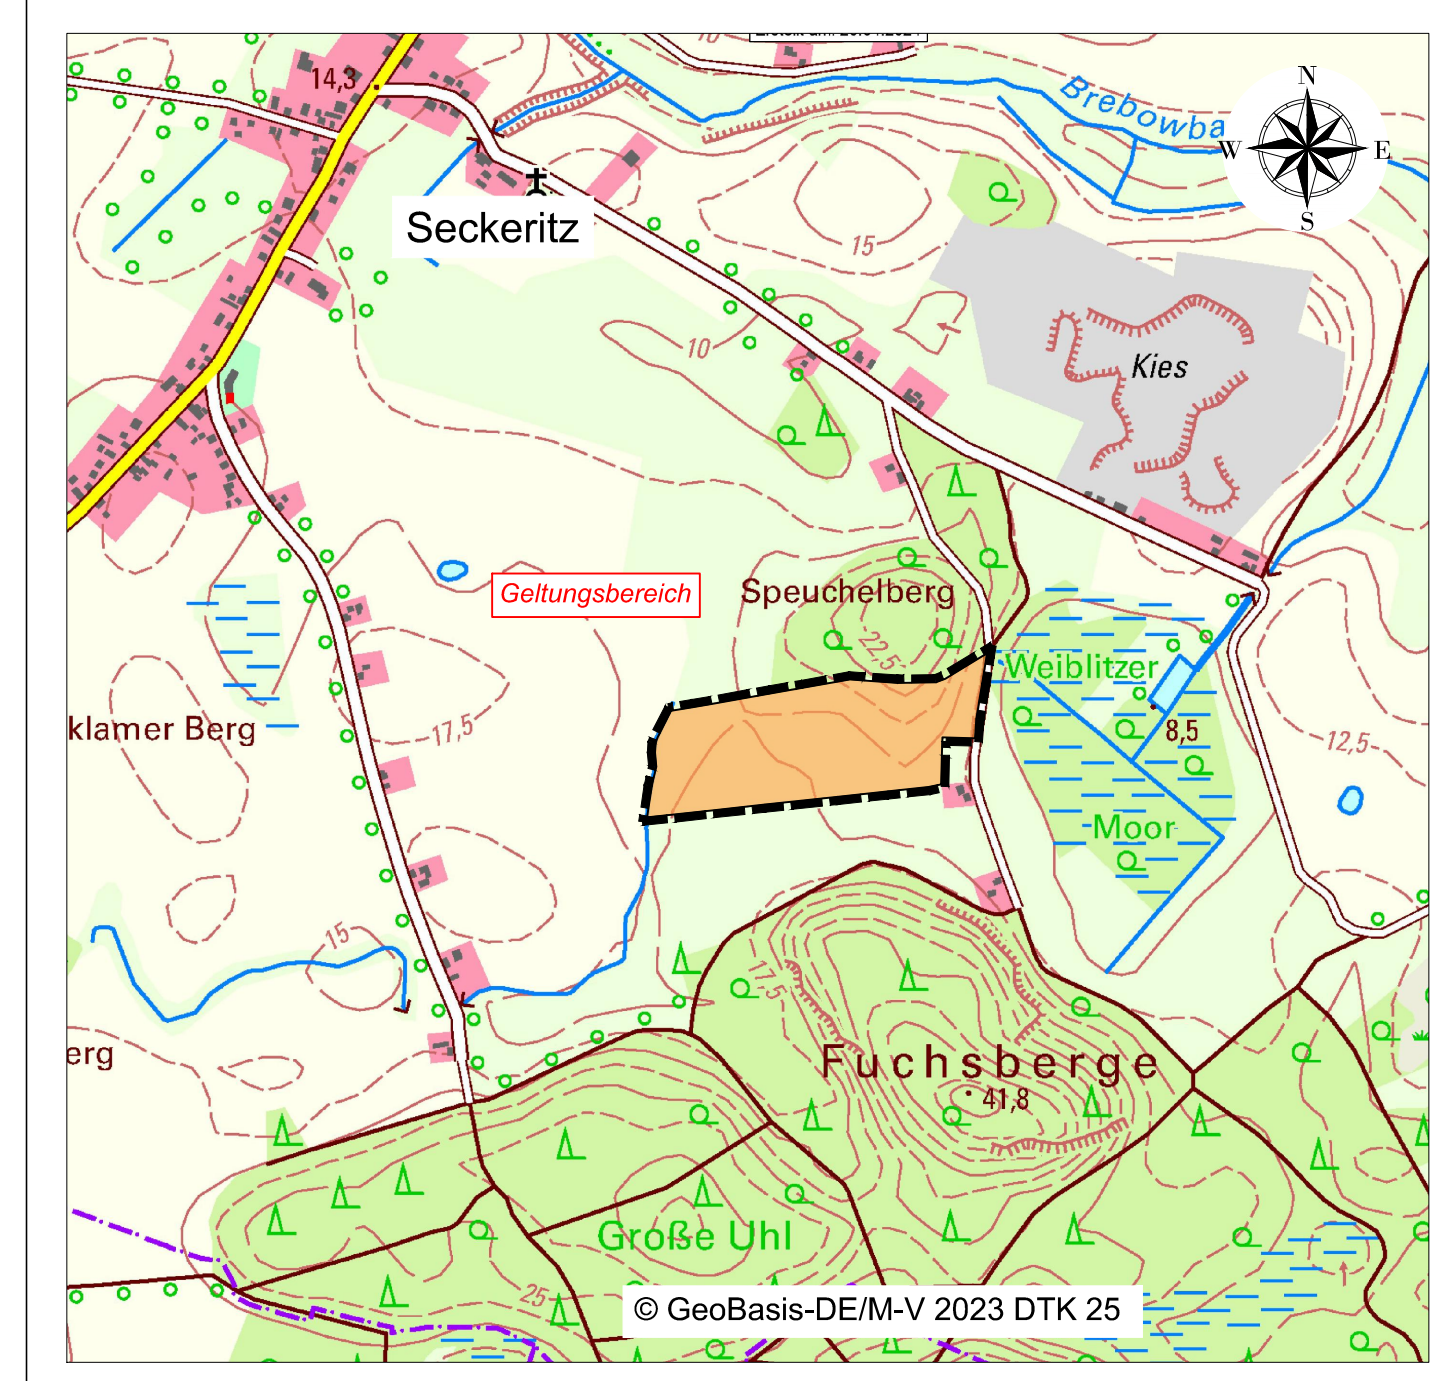 14,3
Brebowba
N
W
E
S
Seckeritz
15
10
Kies
Geltungsbereich
Speuchelberg
22,5
Weiblitzer
8,5
klamer Berg
17,5
12,5
Moor
15
17,5
erg
Fuchsberge
41,8
Große Uhl
25
© GeoBasis-DE/M-V 2023 DTK 25